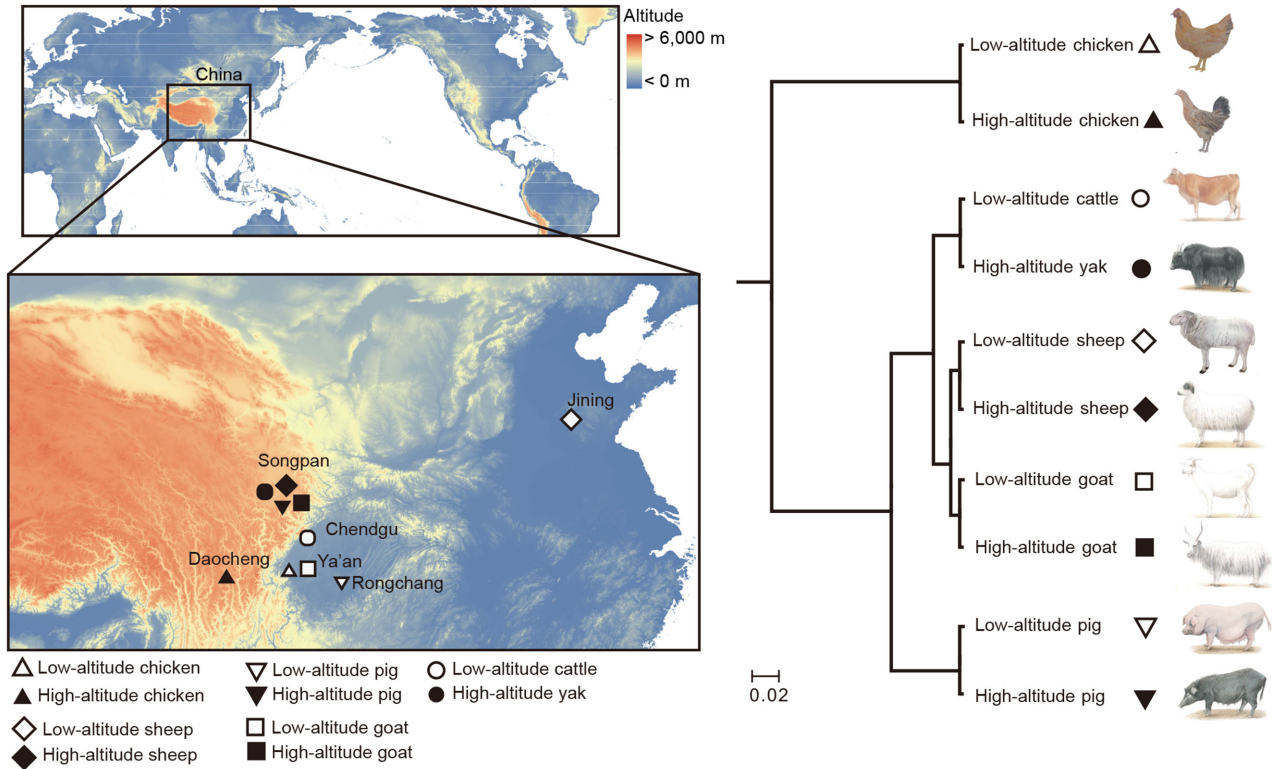 Altitude
> 6,000 m
< 0 m
China
Jining
Songpan
Chendgu
Daocheng
Ya'an
Rongchang
Low-altitude chicken
High-altitude chicken
Low-altitude sheep
High-altitude sheep
Low-altitude pig
High-altitude pig
Low-altitude goat
High-altitude goat
Low-altitude cattle
High-altitude yak
Low-altitude chicken
High-altitude chicken
Low-altitude cattle
High-altitude yak
Low-altitude sheep
High-altitude sheep
Low-altitude goat
High-altitude goat
Low-altitude pig
High-altitude pig
0.02